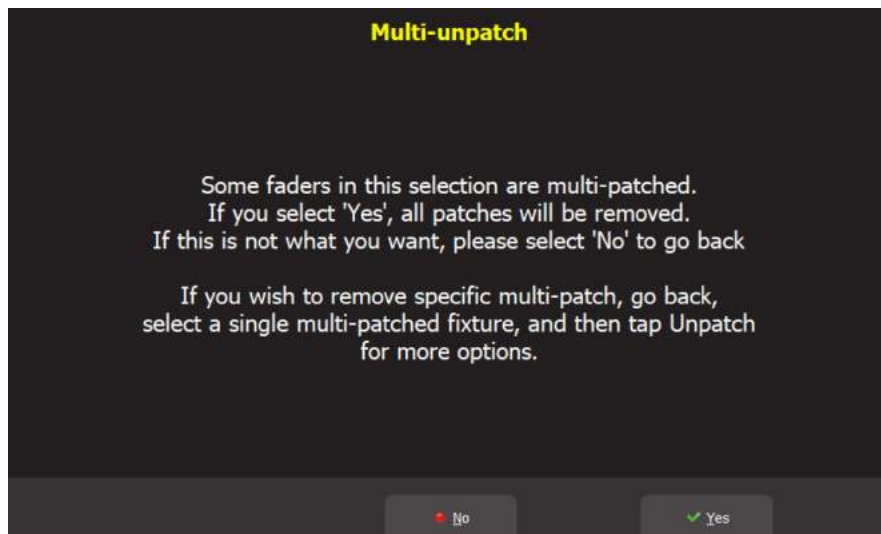 Multi-unpatch
Some faders in this selection are multi-patched.
If you select 'Yes', all patches will be removed.
If this is not what you want, please select 'No' to go back
If you wish to remove specific multi-patch, go back,
select a single multi-patched fixture, and then tap Unpatch
for more options.
No
Yes